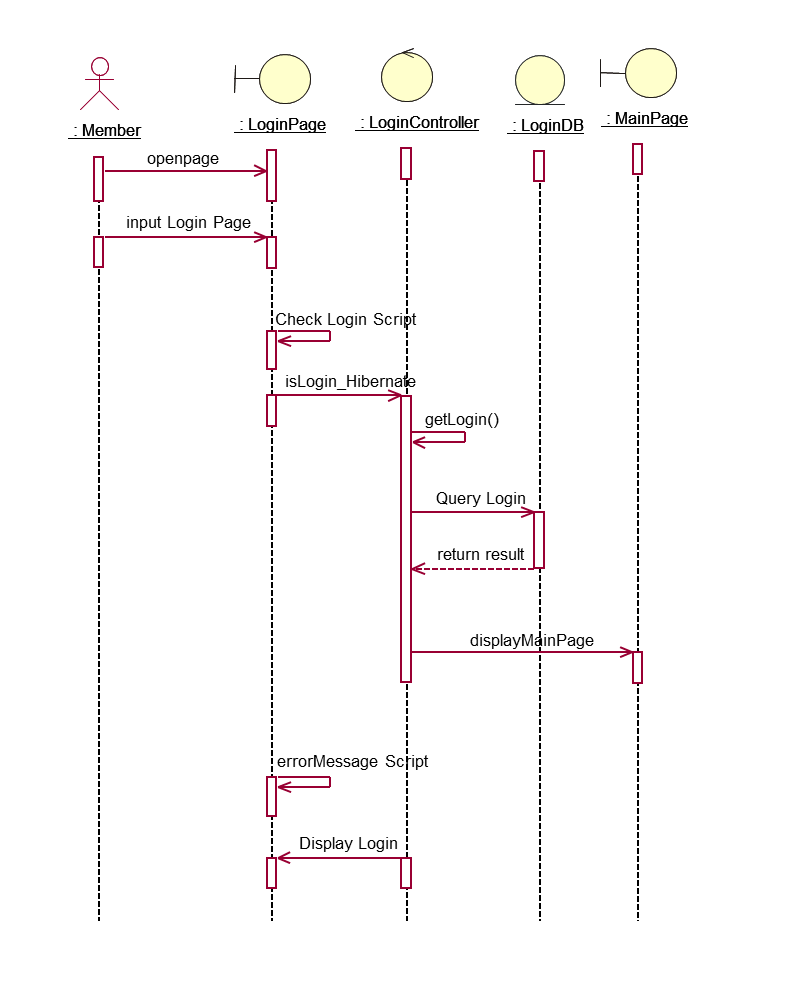 : Member
: LoginPage
: LoginController
: LoginDB
: MainPage
openpage
input Login Page
Check Login Script
isLogin_Hibernate
getLogin()
Query Login
return result
displayMainPage
errorMessage Script
Display Login